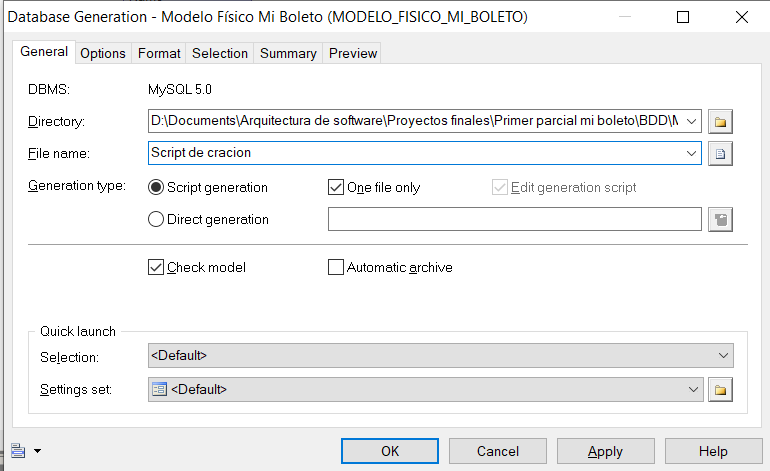 Database Generation - Modelo Físico Mi Boleto (MODELO_FISICO_MI_BOLETO)
General Options Format Selection Summary Preview
DBMS: MySQL 5.0
Directory: D:\Documents\Arquitectura de software\Proyectos finales\Primer parcial mi boleto\BDD\M
File name: Script de cracion
Generation type: Script generation One file only Edit generation script
Direct generation
Check model Automatic archive
Quick launch
Selection: <Default>
Settings set: <Default>
OK Cancel Apply Help